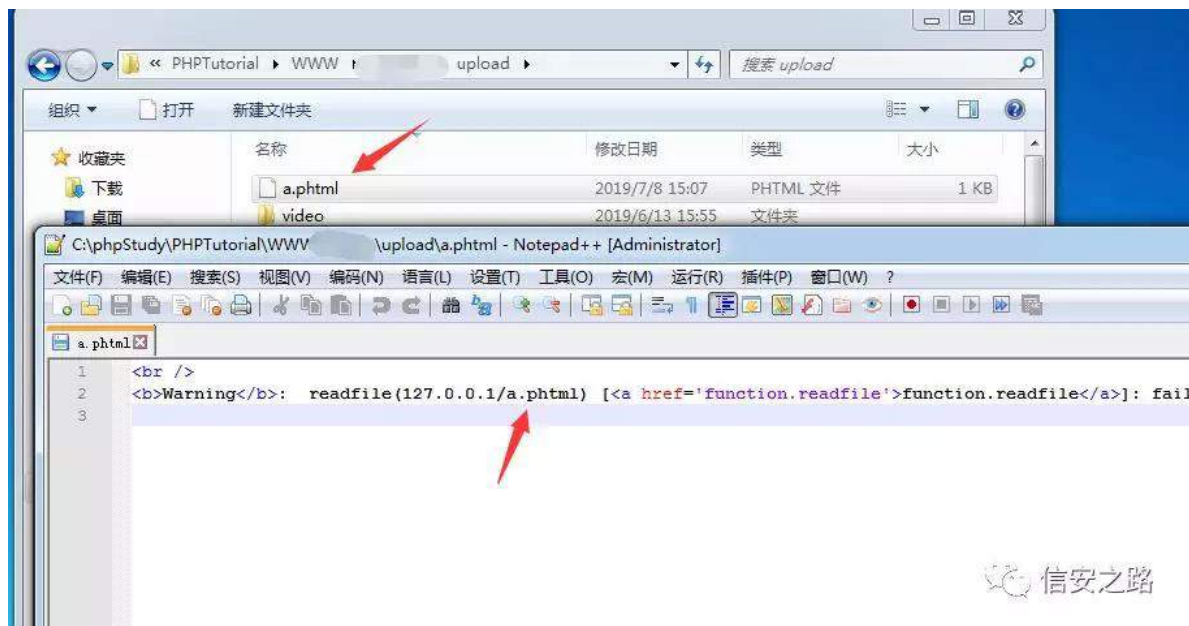 « PHPTutorial ▸ WWW ▸ upload ▸ 搜索 upload
组织 ▾ 打开 新建文件夹
收藏夹 名称 修改日期 类型 大小
下载 a.phtml 2019/7/8 15:07 PHTML 文件 1 KB
桌面 video 2019/6/13 15:55 文件夹
C:\phpStudy\PHPTutorial\WWW \upload\a.phtml - Notepad++ [Administrator]
文件(F) 编辑(E) 搜索(S) 视图(V) 编码(N) 语言(L) 设置(T) 工具(O) 宏(M) 运行(R) 插件(P) 窗口(W) ?
a.phtml
1 <br />
2 <b>Warning</b>: readfile(127.0.0.1/a.phtml) [<a href='function.readfile'>function.readfile</a>]: fail
3
信安之路